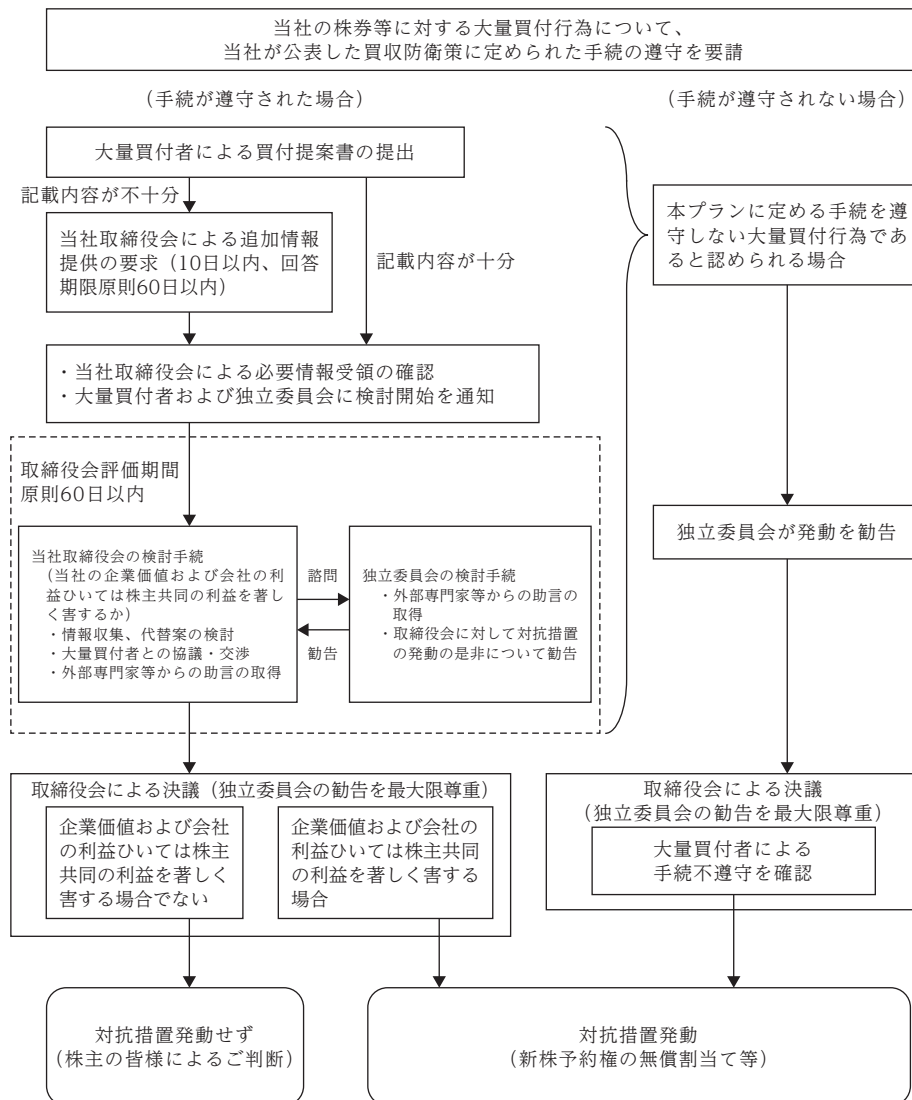 当社の株券等に対する大量買付行為について、
当社が公表した買収防衛策に定められた手続の遵守を要請
（手続が遵守された場合）
（手続が遵守されない場合）
大量買付者による買付提案書の提出
記載内容が不十分
当社取締役会による追加情報
提供の要求（10日以内、回答
期限原則60日以内）
記載内容が十分
・当社取締役会による必要情報受領の確認
・大量買付者および独立委員会に検討開始を通知
本プランに定める手続を遵
守しない大量買付行為であ
ると認められる場合
取締役会評価期間
原則60日以内
当社取締役会の検討手続
（当社の企業価値および会社の利
益ひいては株主共同の利益を著し
く害するか）
・情報収集、代替案の検討
・大量買付者との協議・交渉
・外部専門家等からの助言の取得
諮問
勧告
独立委員会の検討手続
・外部専門家等からの助言の
取得
・取締役会に対して対抗措置
の発動の是非について勧告
独立委員会が発動を勧告
取締役会による決議（独立委員会の勧告を最大限尊重）
企業価値および会社
の利益ひいては株主
共同の利益を著しく
害する場合でない
企業価値および会社の
利益ひいては株主共同
の利益を著しく害する
場合
取締役会による決議
（独立委員会の勧告を最大限尊重）
大量買付者による
手続不遵守を確認
対抗措置発動せず
（株主の皆様によるご判断）
対抗措置発動
（新株予約権の無償割当て等）